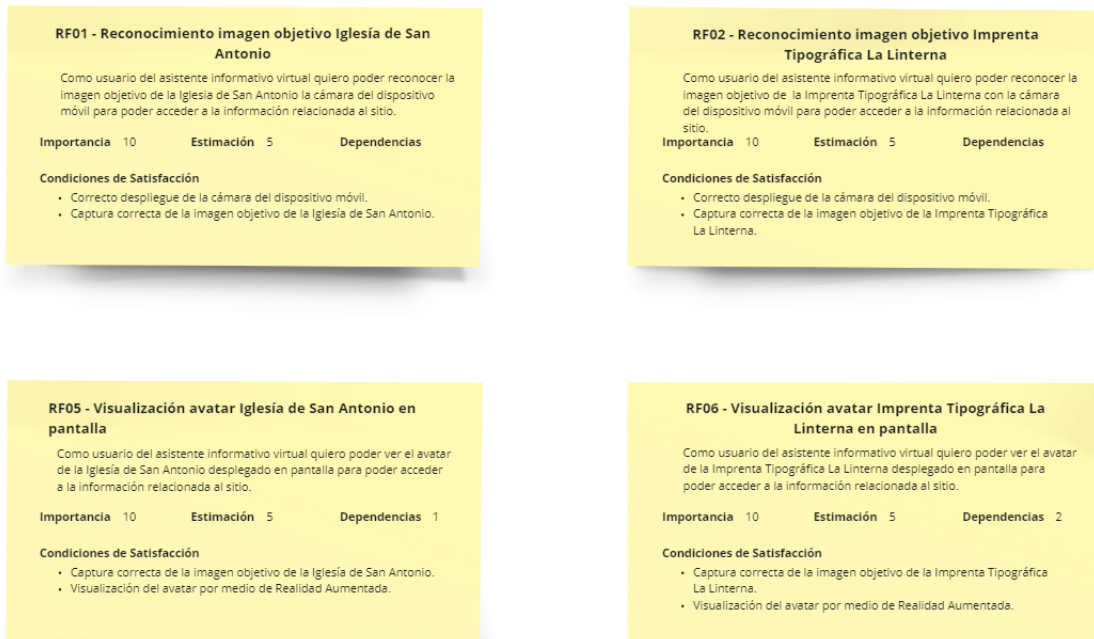 RF01 - Reconocimiento imagen objetivo Iglesía de San
Antonio
Como usuario del asistente informativo virtual quiero poder reconocer la
imagen objetivo de la Iglesia de San Antonio la cámara del dispositivo
móvil para poder acceder a la información relacionada al sitio.
Importancia 10 Estimación 5 Dependencias
Condiciones de Satisfacción
• Correcto despliegue de la cámara del dispositivo móvil.
• Captura correcta de la imagen objetivo de la Iglesía de San Antonio.
RF02 - Reconocimiento imagen objetivo Imprenta
Tipográfica La Linterna
Como usuario del asistente informativo virtual quiero poder reconocer la
imagen objetivo de la Imprenta Tipográfica La Linterna con la cámara
del dispositivo móvil para poder acceder a la información relacionada al
sitio.
Importancia 10 Estimación 5 Dependencias
Condiciones de Satisfacción
• Correcto despliegue de la cámara del dispositivo móvil.
• Captura correcta de la imagen objetivo de la Imprenta Tipográfica
La Linterna.
RF05 - Visualización avatar Iglesía de San Antonio en
pantalla
Como usuario del asistente informativo virtual quiero poder ver el avatar
de la Iglesía de San Antonio desplegado en pantalla para poder acceder
a la información relacionada al sitio.
Importancia 10 Estimación 5 Dependencias 1
Condiciones de Satisfacción
• Captura correcta de la imagen objetivo de la Iglesía de San Antonio.
• Visualización del avatar por medio de Realidad Aumentada.
RF06 - Visualización avatar Imprenta Tipográfica La
Linterna en pantalla
Como usuario del asistente informativo virtual quiero poder ver el avatar
de la Imprenta Tipográfica La Linterna desplegado en pantalla para
poder acceder a la información relacionada al sitio.
Importancia 10 Estimación 5 Dependencias 2
Condiciones de Satisfacción
• Captura correcta de la imagen objetivo de la Imprenta Tipográfica
La Linterna.
• Visualización del avatar por medio de Realidad Aumentada.